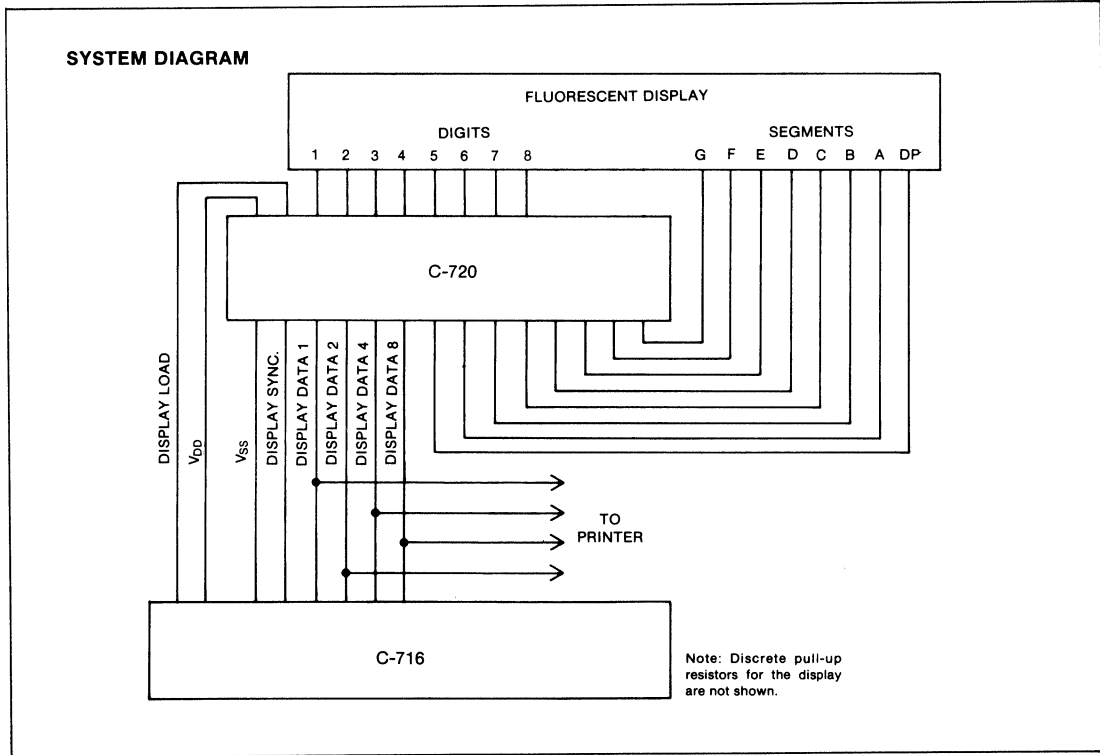 SYSTEM DIAGRAM
FLUORESCENT DISPLAY
DIGITS
SEGMENTS
1 2 3 4 5 6 7 8
G F E D C B A DP
C-720
DISPLAY LOAD
VDD
VSS
DISPLAY SYNC.
DISPLAY DATA 1
DISPLAY DATA 2
DISPLAY DATA 4
DISPLAY DATA 8
TO
PRINTER
C-716
Note: Discrete pull-up
resistors for the display
are not shown.